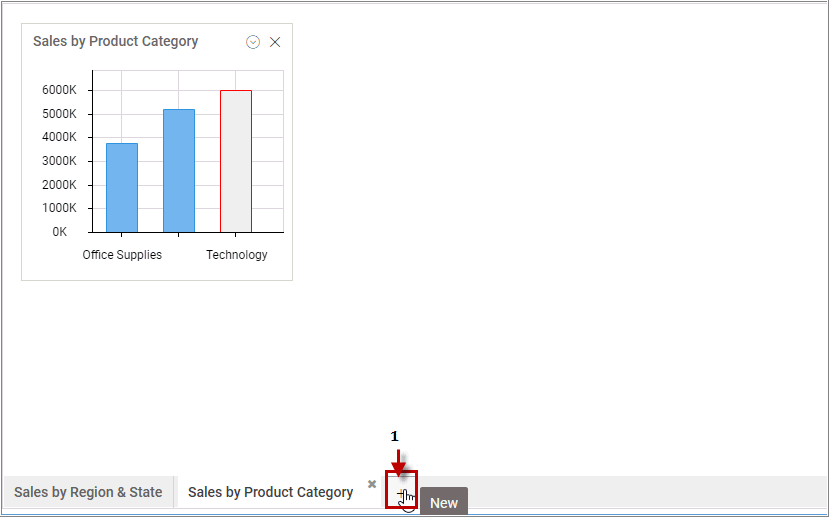 Sales by Product Category
6000K
5000K
4000K
3000K
2000K
1000K
0K
Office Supplies Technology
1
Sales by Region & State Sales by Product Category
New